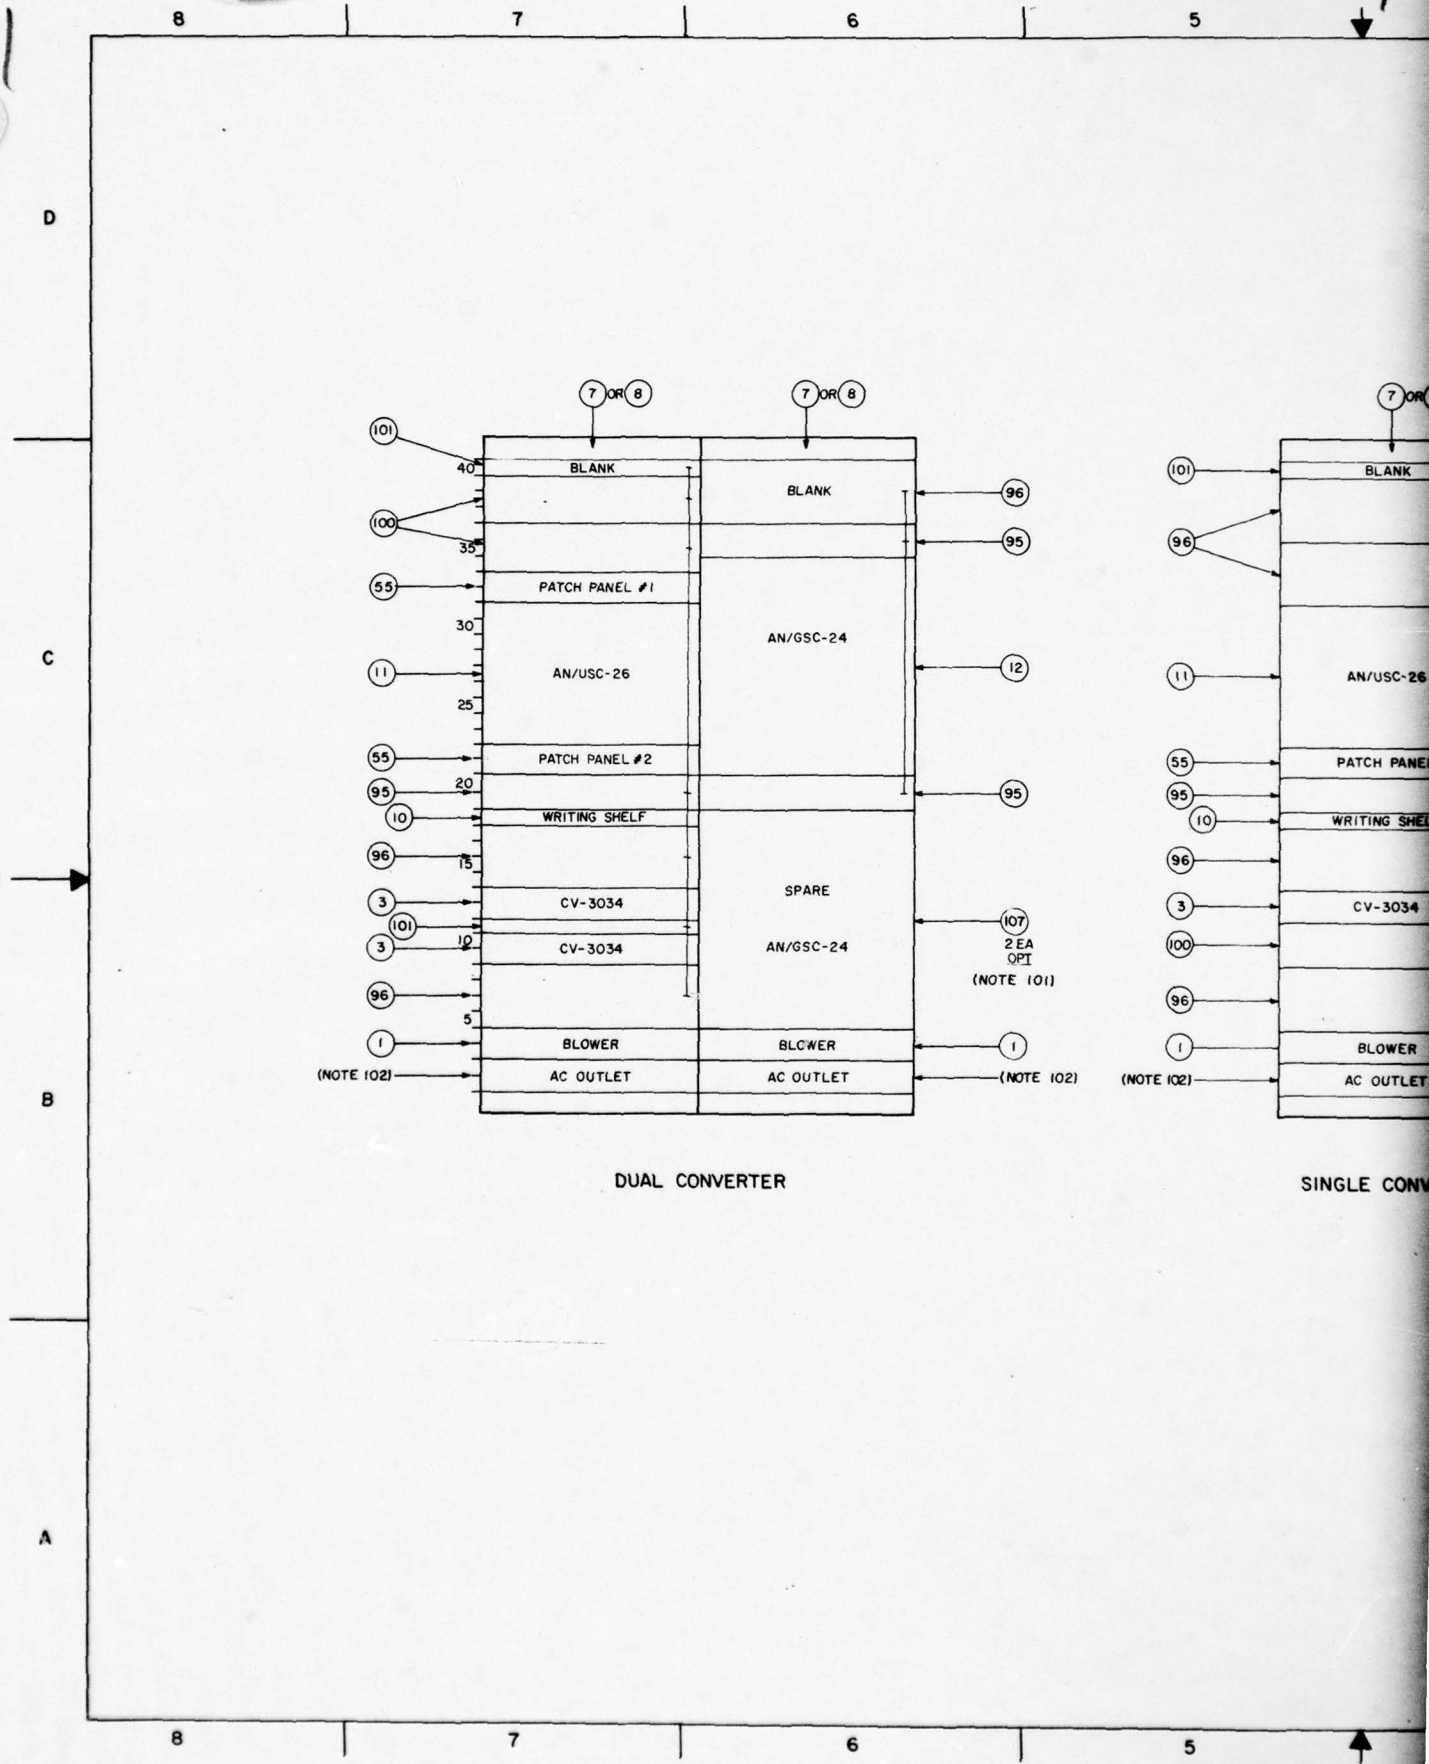 8 7 6 5
D
7 OR 8 7 OR 8 7 OR
101
40 BLANK
BLANK
96
101 BLANK
100
35
95
96
55 PATCH PANEL #1
30
AN/GSC-24
C
11 AN/USC-26
12
11 AN/USC-26
25
55 PATCH PANEL #2
55
95 20
95
95
10 WRITING SHELF
10 WRITING
96 15
96
SPARE
3 CV-3034
3 CV-3034
101
107
3 10 CV-3034
AN/GSC-24
2 EA
OPT
100
(NOTE 101)
96
96
5
1 BLOWER BLOWER 1
1 BLOWER
(NOTE 102) AC OUTLET AC OUTLET (NOTE 102)
(NOTE 102) AC OUTLET
B
DUAL CONVERTER
SINGLE
A
8 7 6 5